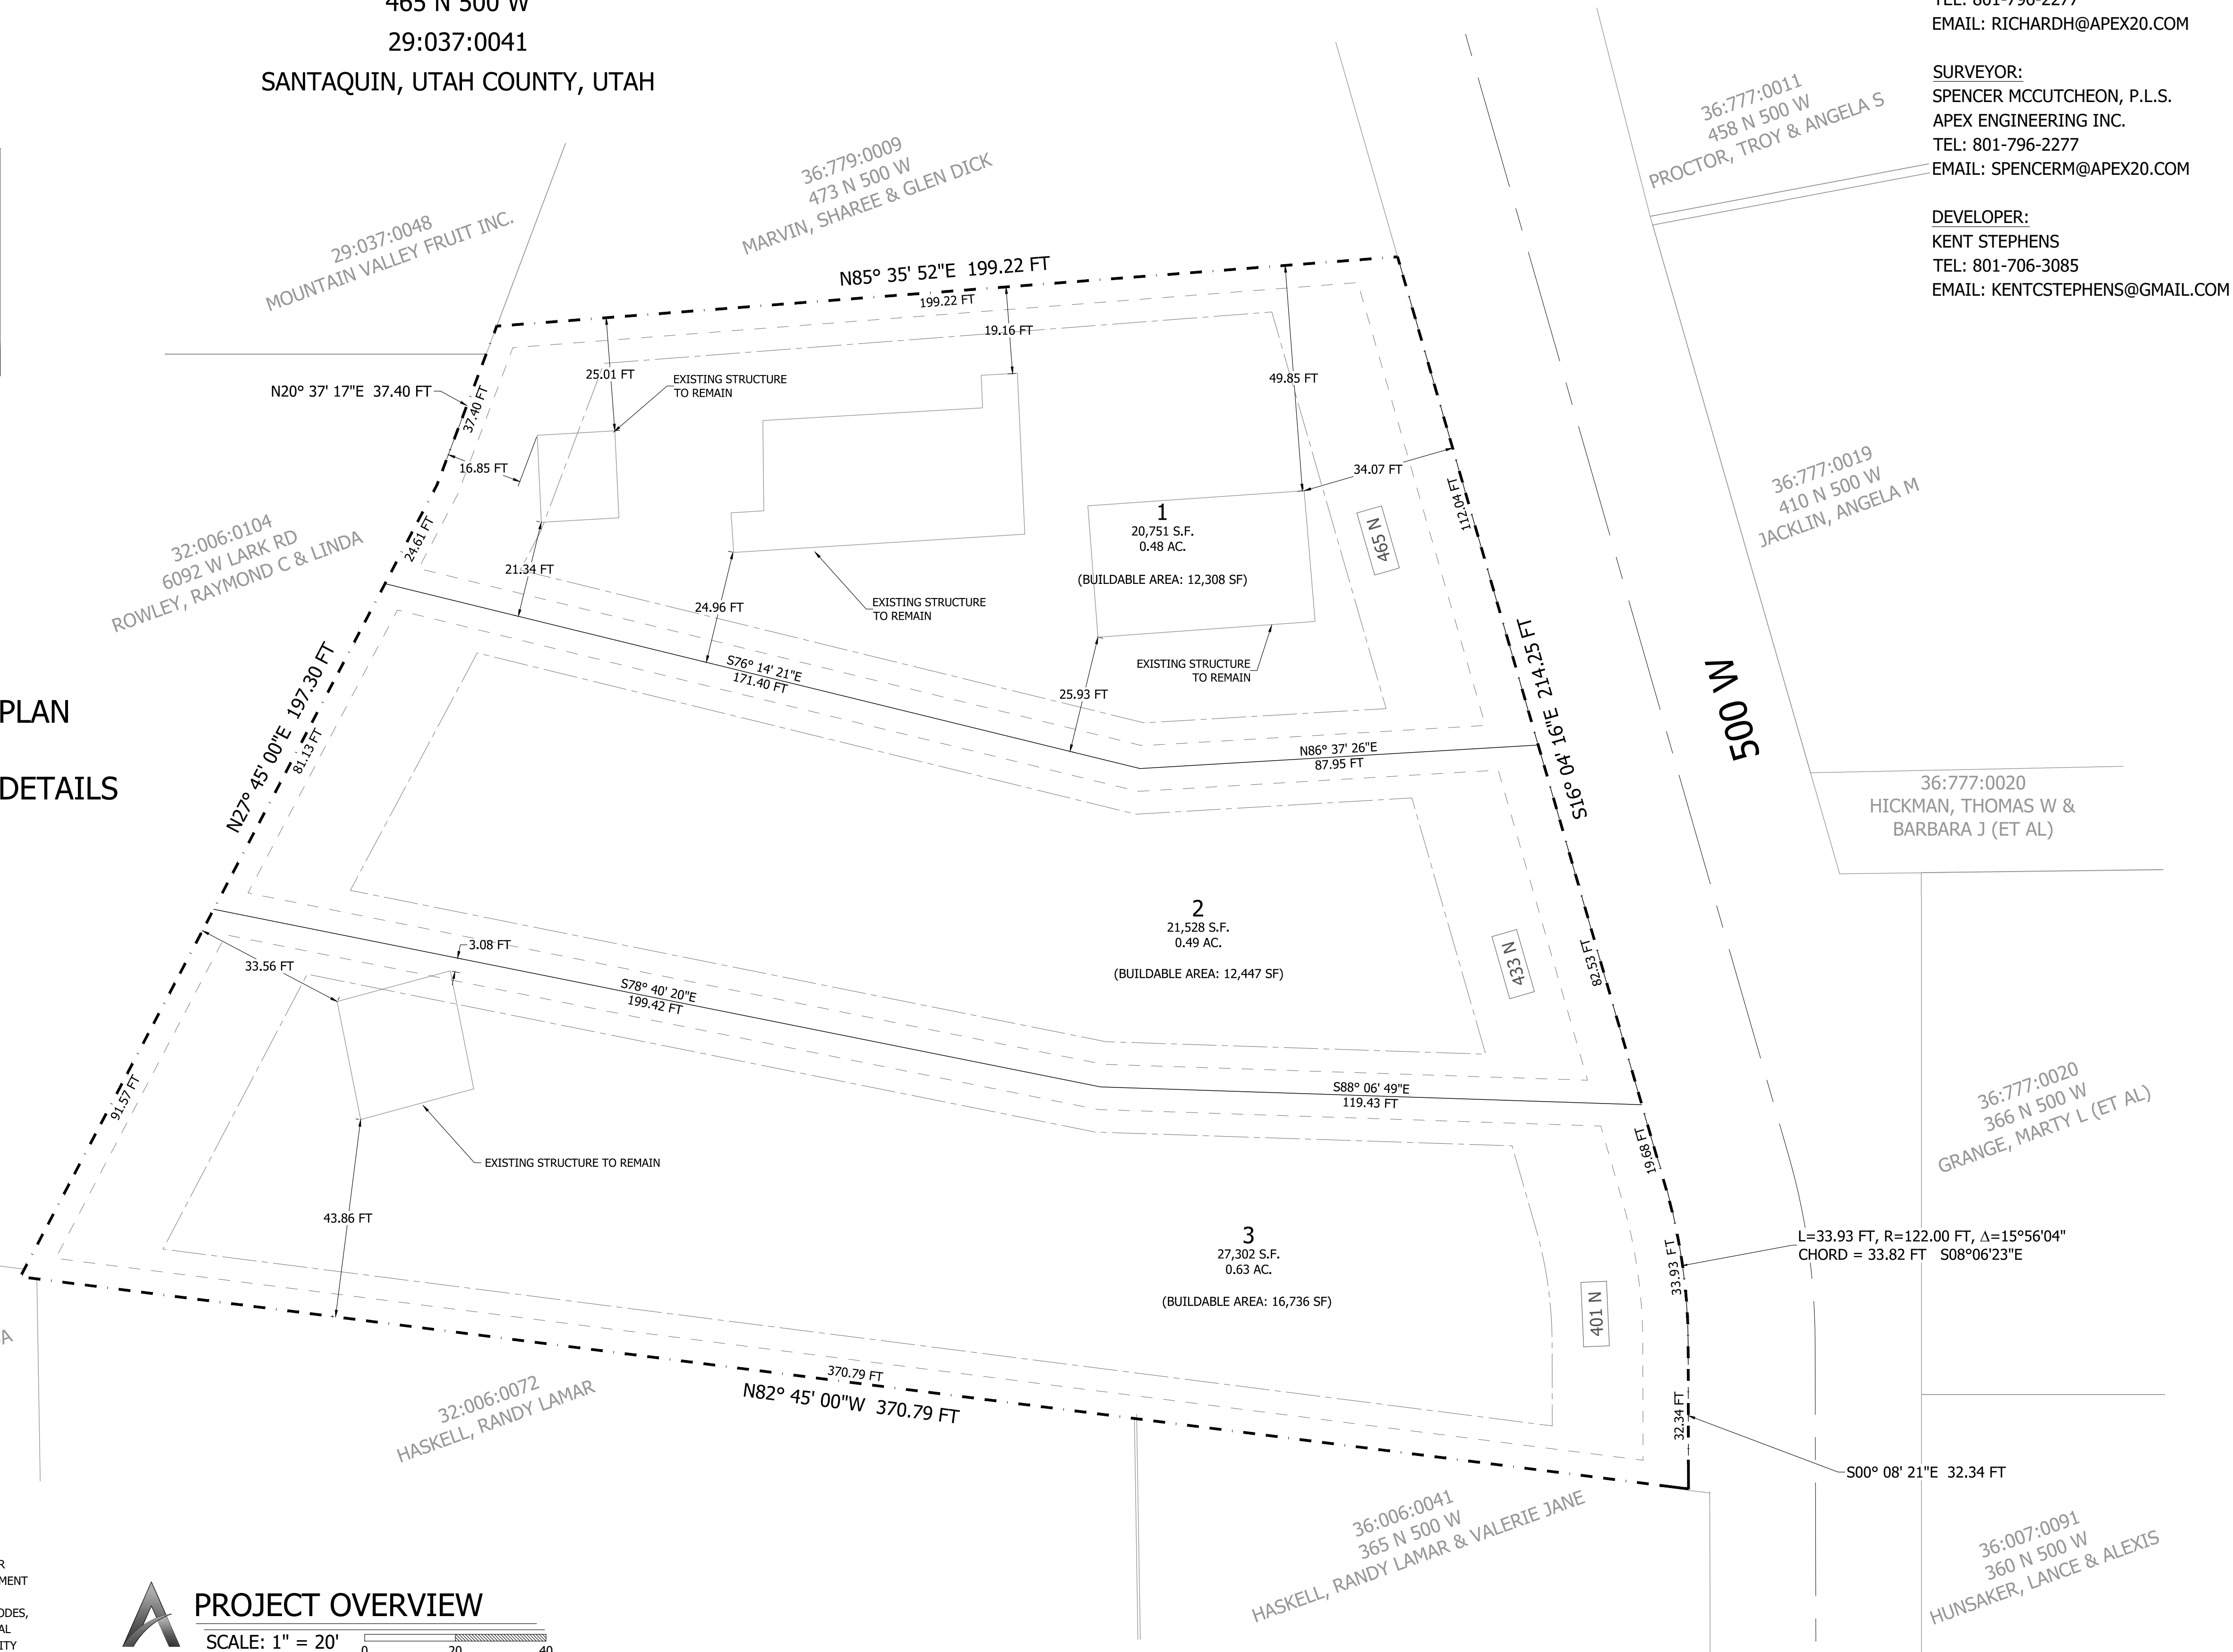 465 N 500 W
29:037:0041
SANTAQUIN, UTAH COUNTY, UTAH
TEL: 801-796-2277
EMAIL: RICHARDH@APEX20.COM
SURVEYOR:
SPENCER MCCUTCHEON, P.L.S.
APEX ENGINEERING INC.
TEL: 801-796-2277
EMAIL: SPENCERM@APEX20.COM
DEVELOPER:
KENT STEPHENS
TEL: 801-706-3085
EMAIL: KENTCSTEPHENS@GMAIL.COM
36:777:0011
458 N 500 W
PROCTOR, TROY & ANGELA S
36:779:0009
473 N 500 W
MARVIN, SHAREE & GLEN DICK
29:037:0048
MOUNTAIN VALLEY FRUIT INC.
N85° 35' 52"E 199.22 FT
199.22 FT
19.16 FT
25.01 FT
EXISTING STRUCTURE
TO REMAIN
49.85 FT
N20° 37' 17"E 37.40 FT
37.40 FT
16.85 FT
34.07 FT
36:777:0019
410 N 500 W
JACKLIN, ANGELA M
32:006:0104
6092 W LARK RD
ROWLEY, RAYMOND C & LINDA
24.61 FT
21.34 FT
24.96 FT
EXISTING STRUCTURE
TO REMAIN
1
20,751 S.F.
0.48 AC.
(BUILDABLE AREA: 12,308 SF)
465 N
112.04 FT
EXISTING STRUCTURE
TO REMAIN
25.93 FT
S76° 14' 21"E
171.40 FT
N86° 37' 26"E
87.95 FT
S16° 04' 16"E 214.25 FT
500 W
N27° 45' 00"E 197.30 FT
81.13 FT
PLAN
DETAILS
36:777:0020
HICKMAN, THOMAS W &
BARBARA J (ET AL)
2
21,528 S.F.
0.49 AC.
(BUILDABLE AREA: 12,447 SF)
433 N
82.53 FT
3.08 FT
33.56 FT
S78° 40' 20"E
199.42 FT
S88° 06' 49"E
119.43 FT
91.57 FT
EXISTING STRUCTURE TO REMAIN
43.86 FT
19.68 FT
36:777:0020
366 N 500 W
GRANGE, MARTY L (ET AL)
3
27,302 S.F.
0.63 AC.
(BUILDABLE AREA: 16,736 SF)
401 N
33.93 FT
L=33.93 FT, R=122.00 FT, Δ=15°56'04"
CHORD = 33.82 FT S08°06'23"E
370.79 FT
N82° 45' 00"W 370.79 FT
32.34 FT
S00° 08' 21"E 32.34 FT
32:006:0072
HASKELL, RANDY LAMAR
36:006:0041
365 N 500 W
HASKELL, RANDY LAMAR & VALERIE JANE
36:007:0091
360 N 500 W
HUNSAKER, LANCE & ALEXIS
PROJECT OVERVIEW
SCALE: 1" = 20'
0 20 40